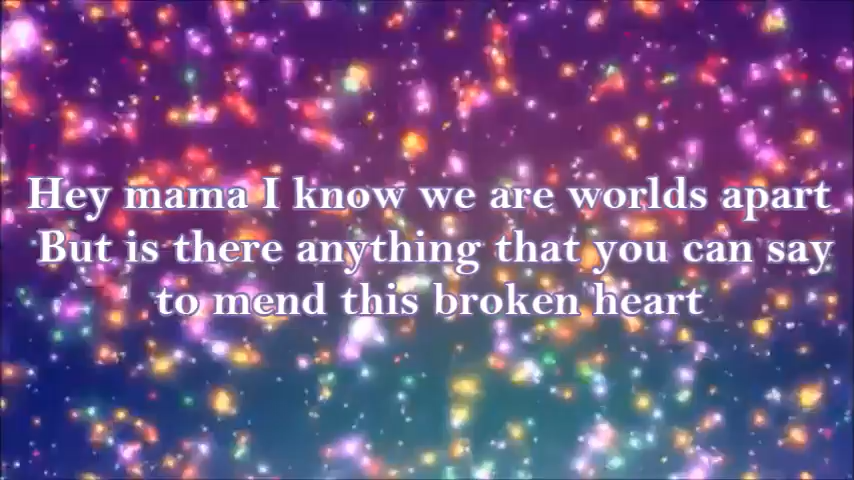 Hey mama I know we are worlds apart
But is there anything that you can say
to mend this broken heart